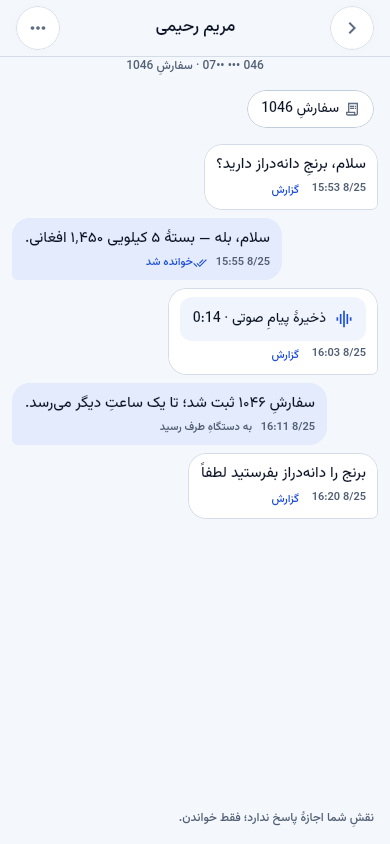 مریم رحیمی
046 ••• ••07 · سفارشِ 1046
سفارشِ 1046
سلام، برنجِ دانه‌دراز دارید؟
15:53 8/25 گزارش
سلام، بله — بستهٔ ۵ کیلویی ۱,۴۵۰ افغانی.
15:55 8/25 خوانده شد
ذخیرهٔ پیامِ صوتی · 0:14
16:03 8/25 گزارش
سفارشِ ۱۰۴۶ ثبت شد؛ تا یک ساعتِ دیگر می‌رسد.
16:11 8/25 به دستگاهِ طرف رسید
برنج را دانه‌دراز بفرستید لطفاً
16:20 8/25 گزارش
نقشِ شما اجازهٔ پاسخ ندارد؛ فقط خواندن.